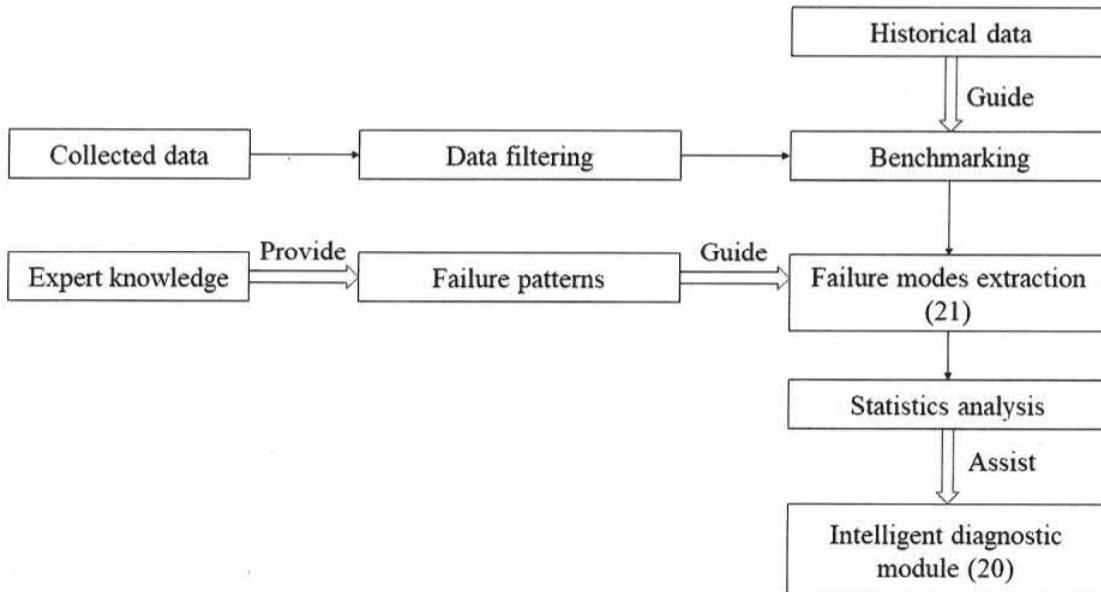 Historical data
Guide
Collected data
Data filtering
Benchmarking
Expert knowledge
Provide
Failure patterns
Guide
Failure modes extraction
(21)
Statistics analysis
Assist
Intelligent diagnostic
module (20)